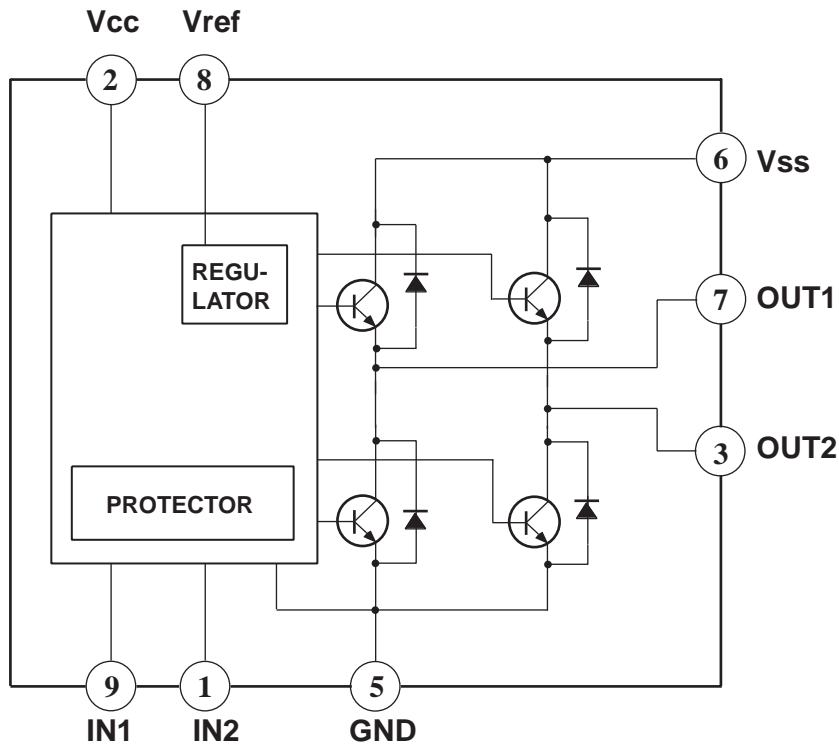 Vcc Vref
2 8
6 Vss
REGU-
LATOR
7 OUT1
3 OUT2
PROTECTOR
9 1 5
IN1 IN2 GND